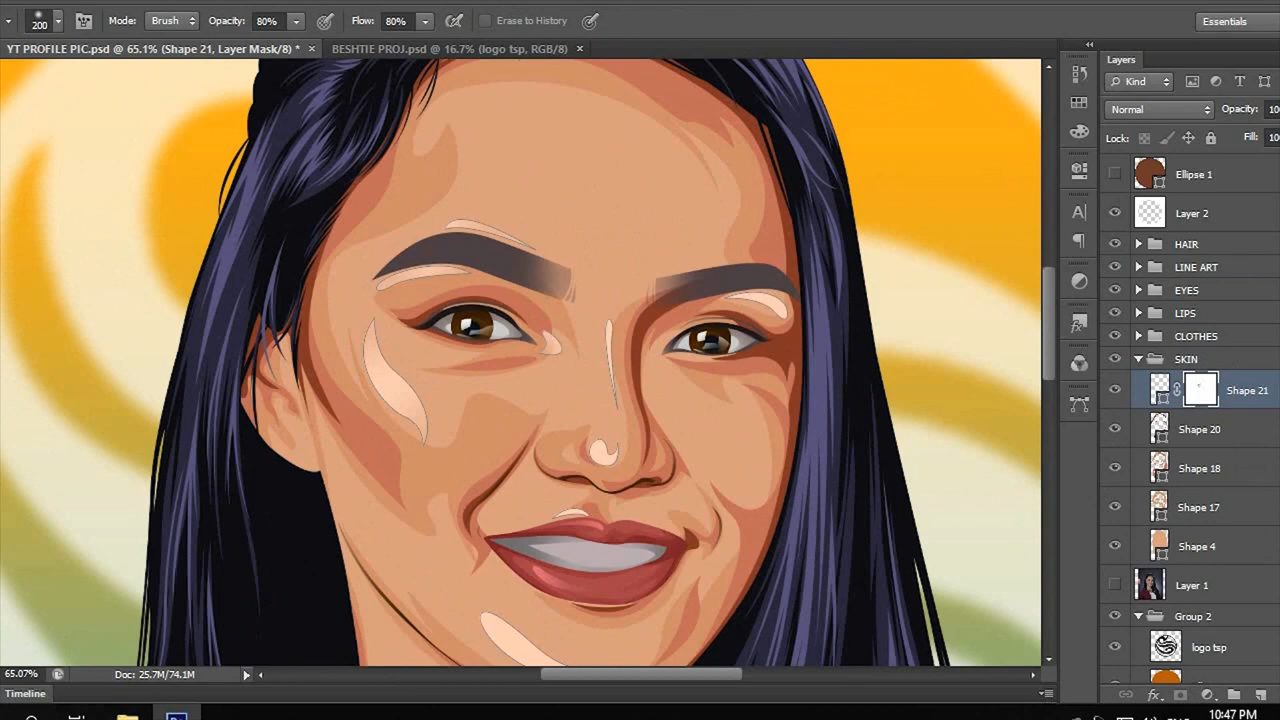 200 Mode: Brush Opacity: 80% Flow: 80% Erase to History Essentials
YT PROFILE PIC.psd @ 65.1% (Shape 21, Layer Mask/8) * × BESHTIE PROJ.psd @ 16.7% (logo tsp, RGB/8) ×
Layers
Kind
Normal Opacity: 10
Lock: Fill: 10
Ellipse 1
Layer 2
HAIR
LINE ART
EYES
LIPS
CLOTHES
SKIN
Shape 21
Shape 20
Shape 18
Shape 17
Shape 4
Layer 1
Group 2
logo tsp
65.07% Doc: 25.7M/74.1M
Timeline
10:47 PM